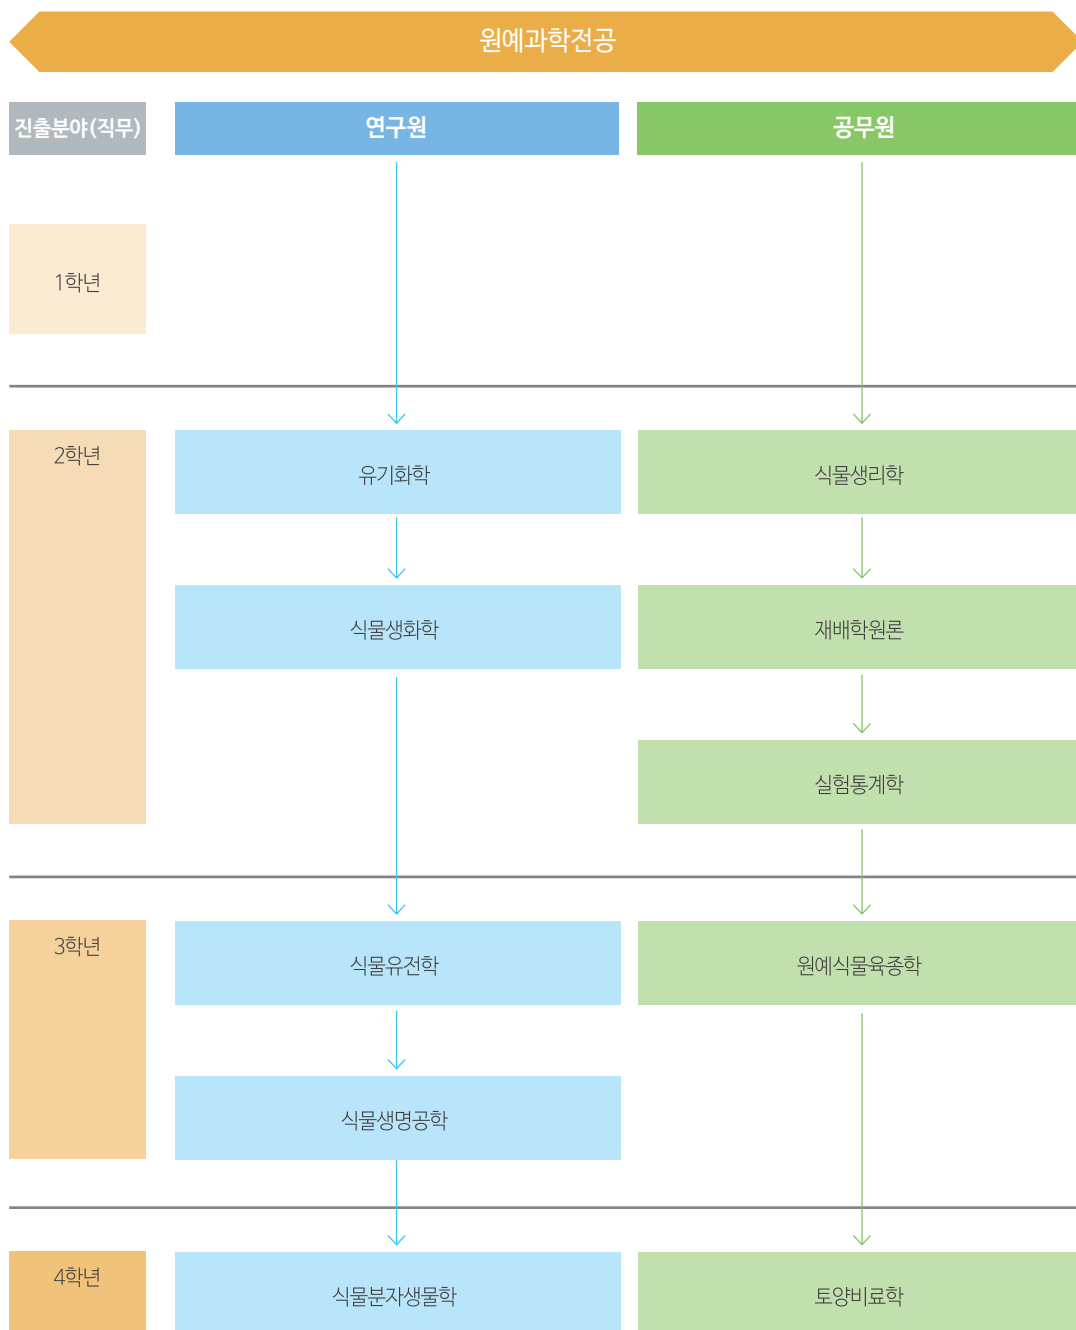 원예과학전공
진출분야(직무)
연구원
공무원
1학년
2학년
유기화학
식물생리학
식물생화학
재배학원론
실험통계학
3학년
식물유전학
원예식물육종학
식물생명공학
4학년
식물분자생물학
토양비료학